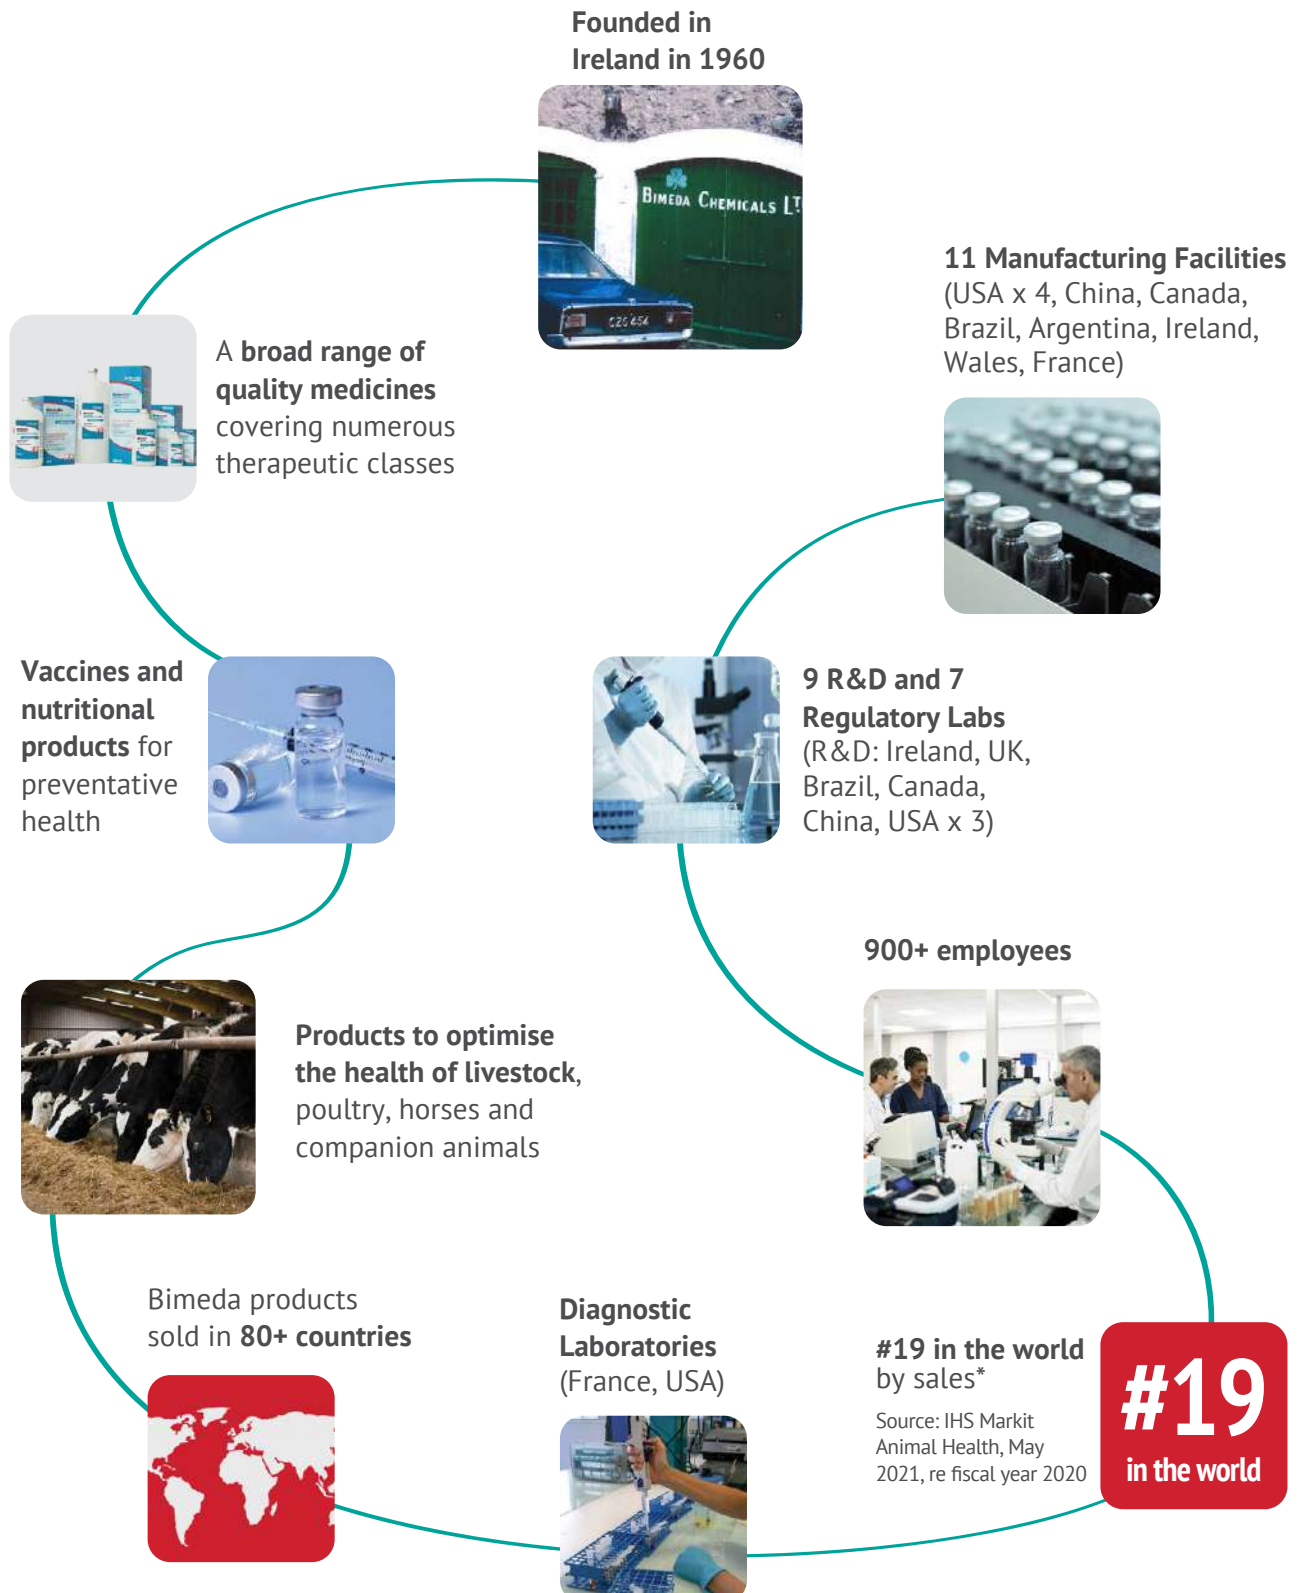 Founded in
Ireland in 1960
BIMEDA CHEMICALS LT
CZS 454
11 Manufacturing Facilities
(USA x 4, China, Canada,
Brazil, Argentina, Ireland,
Wales, France)
A broad range of
quality medicines
covering numerous
therapeutic classes
Vaccines and
nutritional
products for
preventative
health
9 R&D and 7
Regulatory Labs
(R&D: Ireland, UK,
Brazil, Canada,
China, USA x 3)
900+ employees
Products to optimise
the health of livestock,
poultry, horses and
companion animals
Bimeda products
sold in 80+ countries
Diagnostic
Laboratories
(France, USA)
#19 in the world
by sales*
Source: IHS Markit
Animal Health, May
2021, re fiscal year 2020
#19
in the world